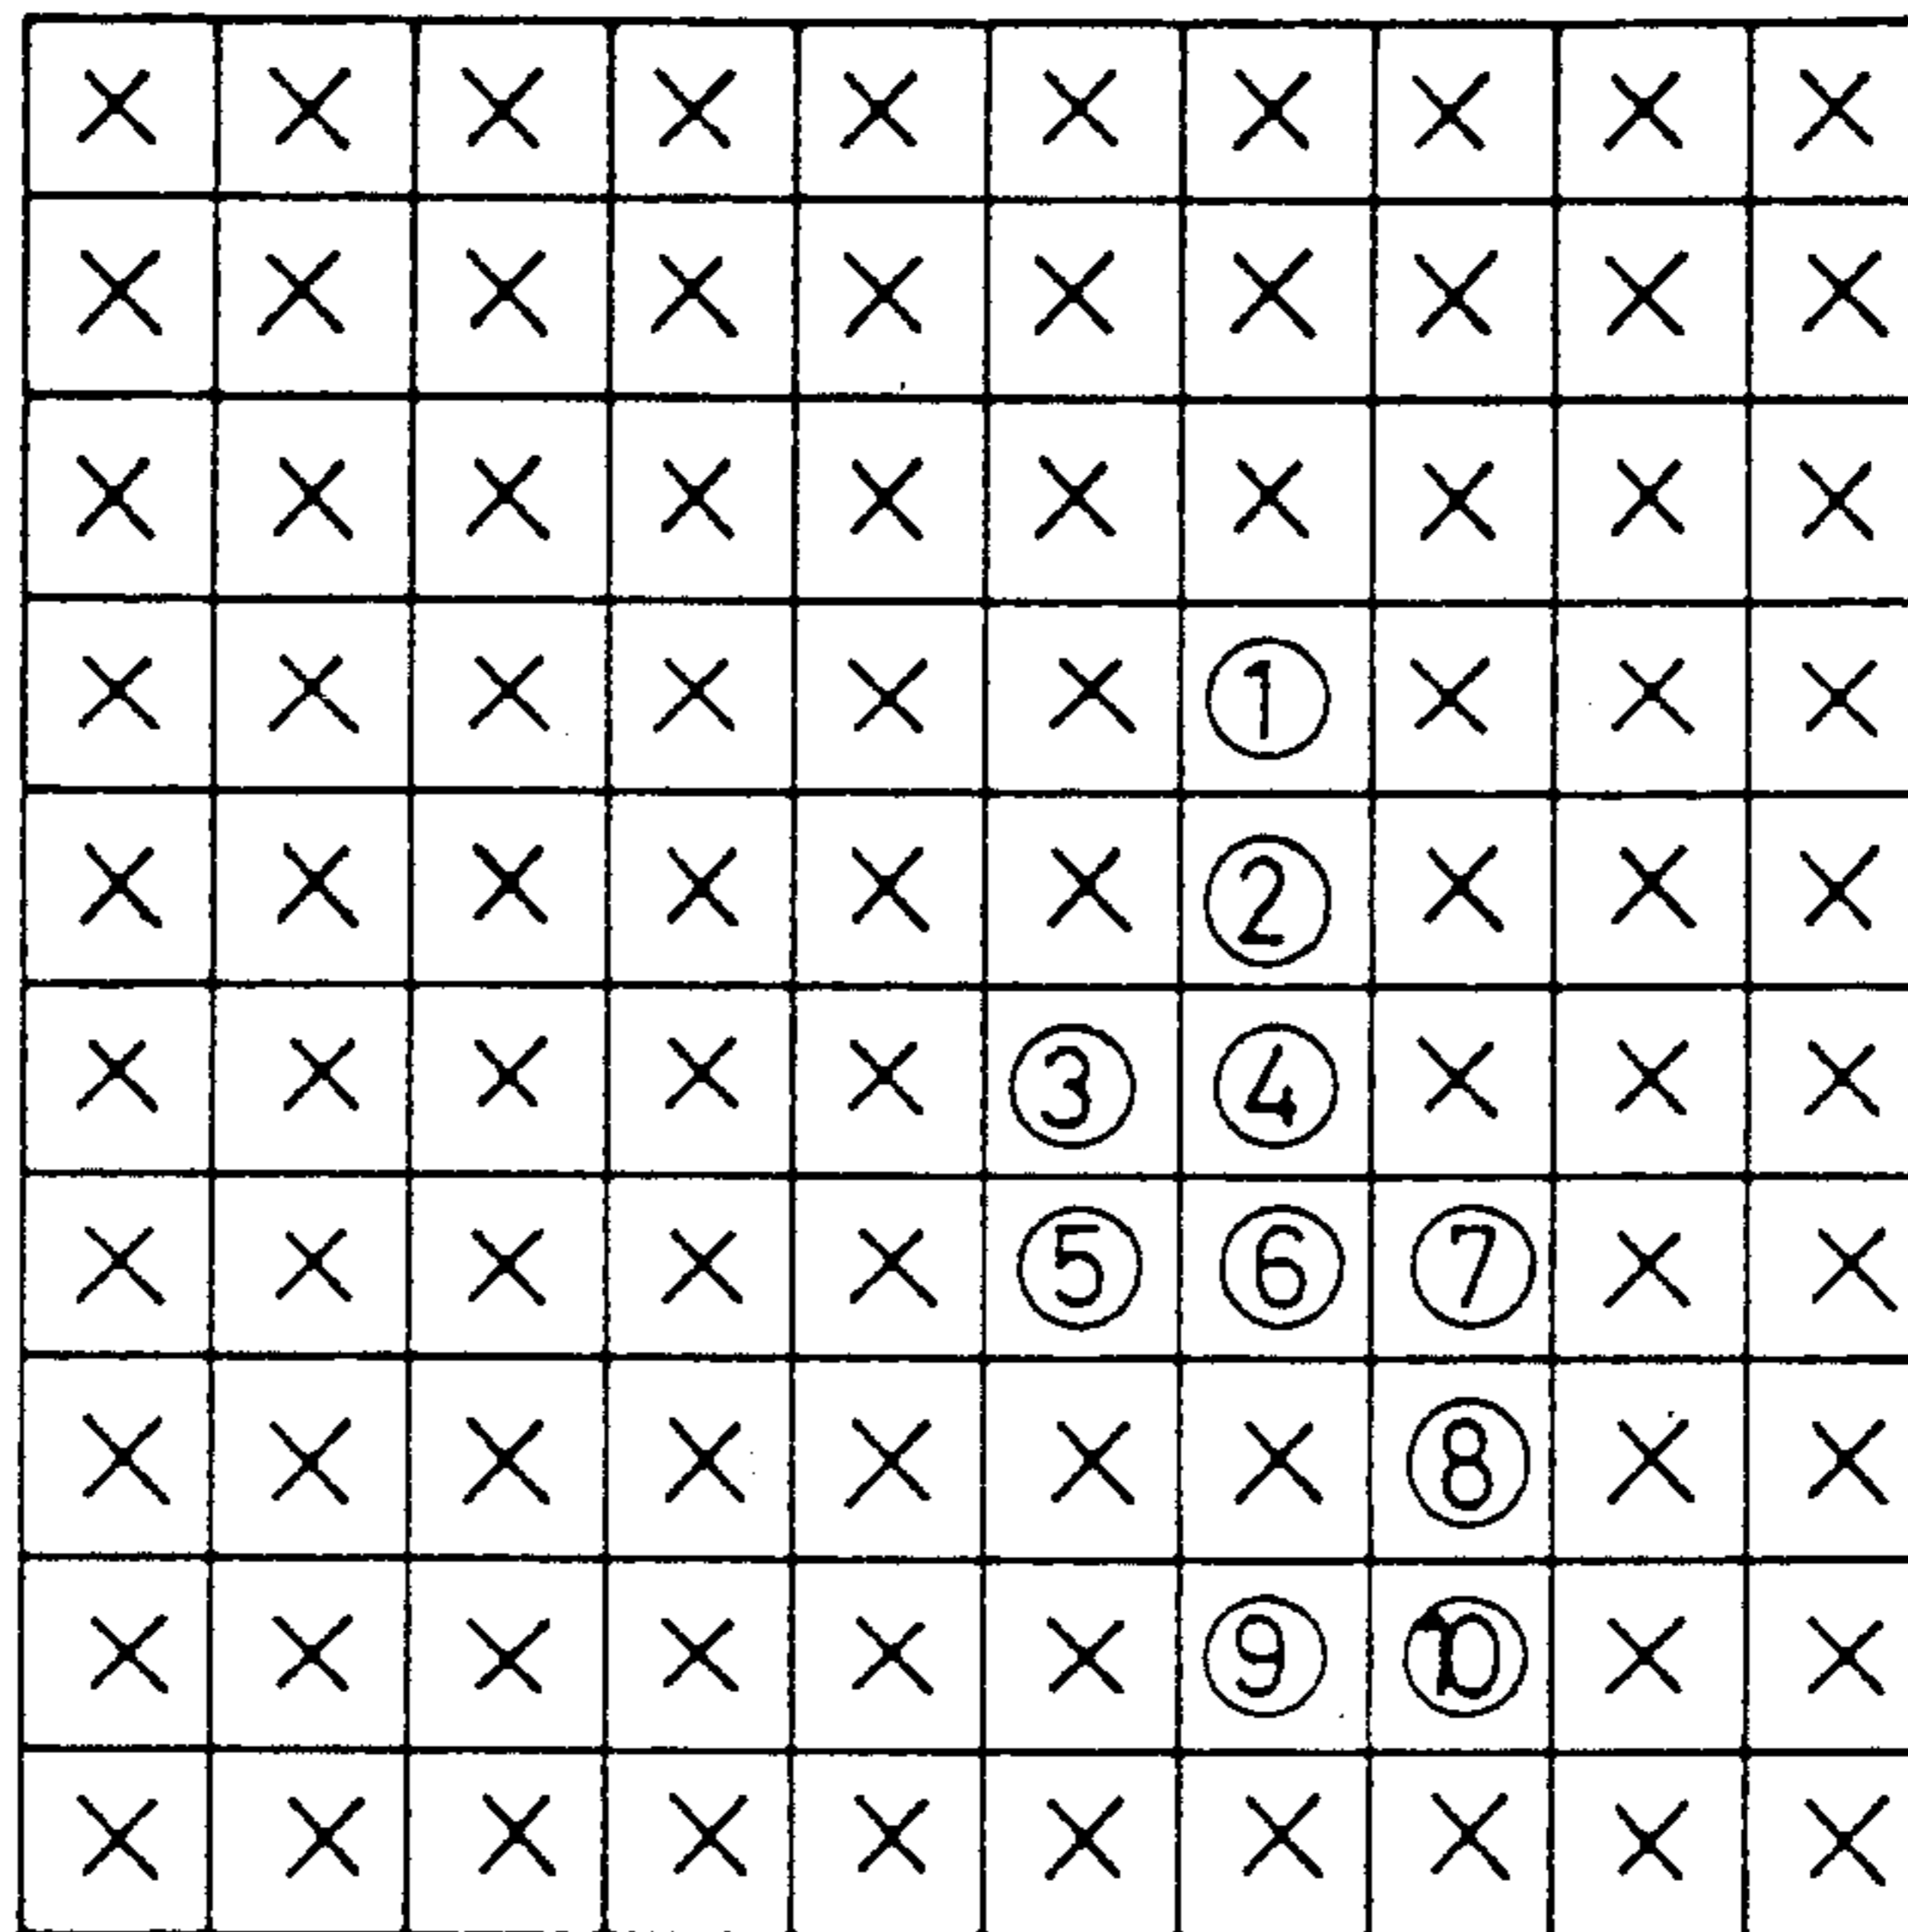 × × × × × × × × × ×
× × × × × × × × × ×
× × × × × × × × × ×
× × × × × × ① × × ×
× × × × × × ② × × ×
× × × × × ③ ④ × × ×
× × × × × ⑤ ⑥ ⑦ × ×
× × × × × × × ⑧ × ×
× × × × × × ⑨ ⑩ × ×
× × × × × × × × × ×